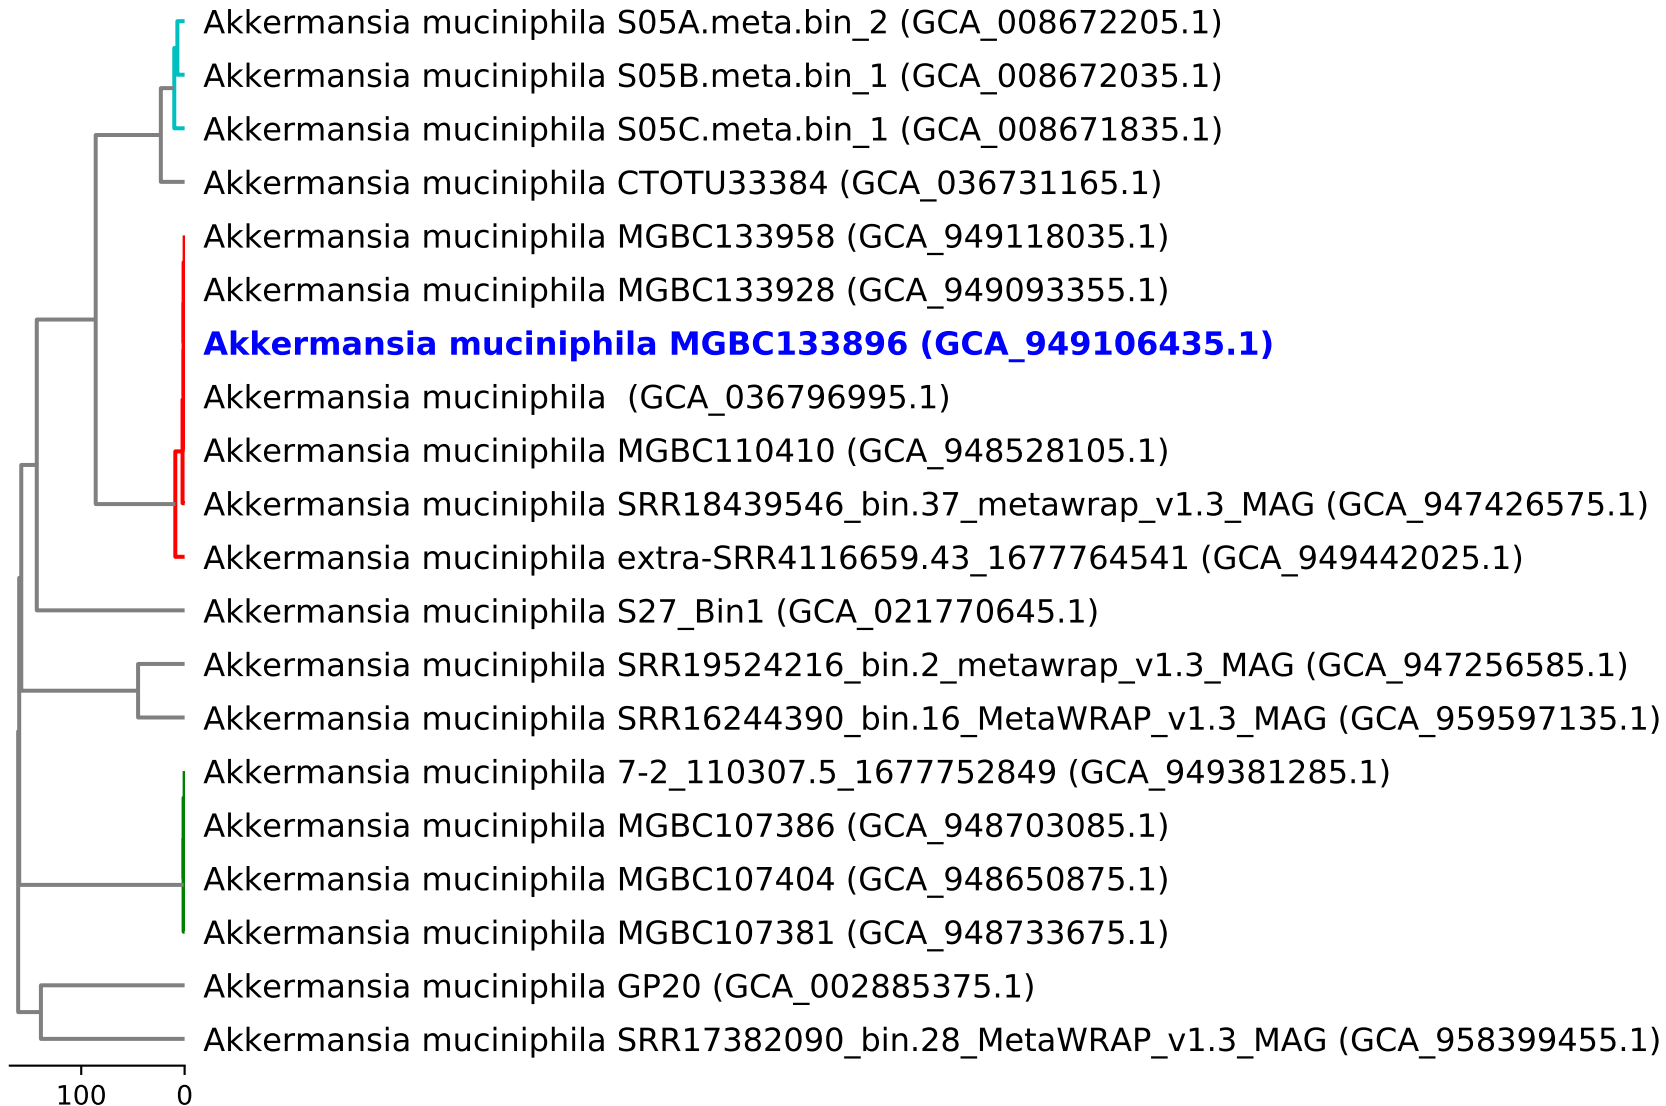 Akkermansia muciniphila S05A.meta.bin_2 (GCA_008672205.1)
Akkermansia muciniphila S05B.meta.bin_1 (GCA_008672035.1)
Akkermansia muciniphila S05C.meta.bin_1 (GCA_008671835.1)
Akkermansia muciniphila CTOTU33384 (GCA_036731165.1)
Akkermansia muciniphila MGBC133958 (GCA_949118035.1)
Akkermansia muciniphila MGBC133928 (GCA_949093355.1)
Akkermansia muciniphila MGBC133896 (GCA_949106435.1)
Akkermansia muciniphila  (GCA_036796995.1)
Akkermansia muciniphila MGBC110410 (GCA_948528105.1)
Akkermansia muciniphila SRR18439546_bin.37_metawrap_v1.3_MAG (GCA_947426575.1)
Akkermansia muciniphila extra-SRR4116659.43_1677764541 (GCA_949442025.1)
Akkermansia muciniphila S27_Bin1 (GCA_021770645.1)
Akkermansia muciniphila SRR19524216_bin.2_metawrap_v1.3_MAG (GCA_947256585.1)
Akkermansia muciniphila SRR16244390_bin.16_MetaWRAP_v1.3_MAG (GCA_959597135.1)
Akkermansia muciniphila 7-2_110307.5_1677752849 (GCA_949381285.1)
Akkermansia muciniphila MGBC107386 (GCA_948703085.1)
Akkermansia muciniphila MGBC107404 (GCA_948650875.1)
Akkermansia muciniphila MGBC107381 (GCA_948733675.1)
Akkermansia muciniphila GP20 (GCA_002885375.1)
Akkermansia muciniphila SRR17382090_bin.28_MetaWRAP_v1.3_MAG (GCA_958399455.1)
100 0